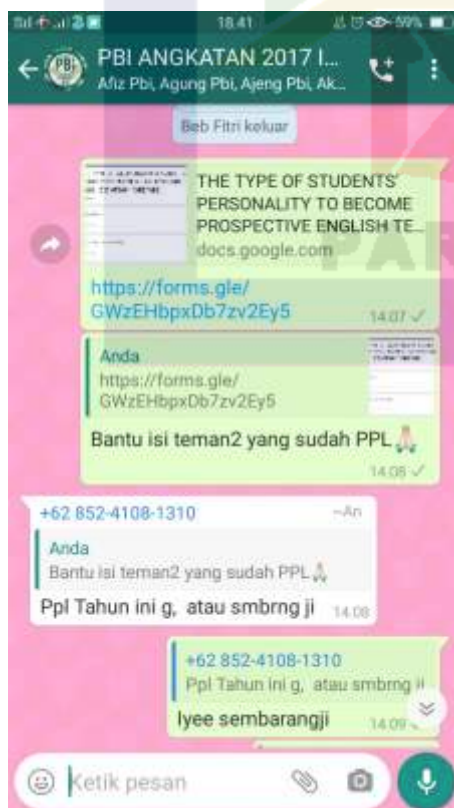 18.41
59%
PBI ANGKATAN 2017 I...
Afiz Pbi, Agung Pbi, Ajeng Pbi, Ak...
Beb Fitri keluar
THE TYPE OF STUDENTS'
PERSONALITY TO BECOME
PROSPECTIVE ENGLISH TE...
docs.google.com
https://forms.gle/
GWzEHbpxDb7zv2Ey5
14.07
Anda
https://forms.gle/
GWzEHbpxDb7zv2Ey5
Bantu isi teman2 yang sudah PPL🙏🏻
14.08
+62 852-4108-1310 ~An
Anda
Bantu isi teman2 yang sudah PPL🙏🏻
Ppl Tahun ini g, atau smbrng ji 14.08
+62 852-4108-1310
Ppl Tahun ini g, atau smbrng ji
Iyee sembarangji 14.09
Ketik pesan